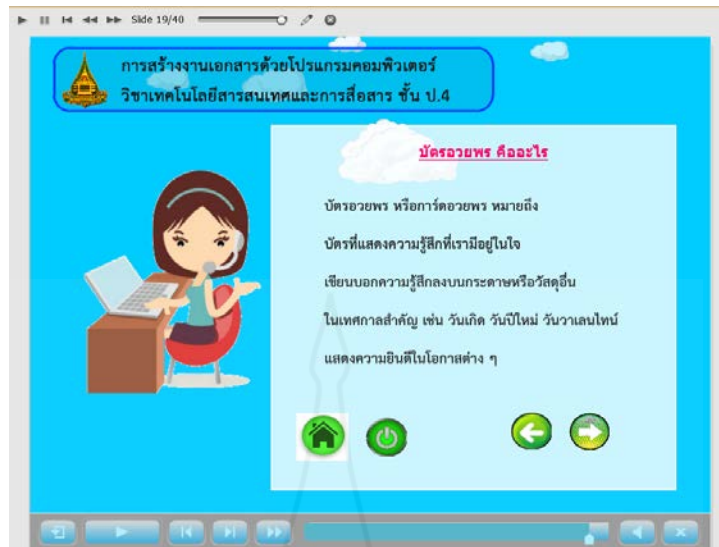 Slide 19/40
การสร้างงานเอกสารด้วยโปรแกรมคอมพิวเตอร์
วิชาเทคโนโลยีสารสนเทศและการสื่อสาร ชั้น ป.4
บัตรอวยพร คืออะไร
บัตรอวยพร หรือการ์ดอวยพร หมายถึง
บัตรที่แสดงความรู้สึกที่เรามีอยู่ในใจ
เขียนบอกความรู้สึกลงบนกระดาษหรือวัสดุอื่น
ในเทศกาลสำคัญ เช่น วันเกิด วันปีใหม่ วันวาเลนไทน์
แสดงความยินดีในโอกาสต่าง ๆ